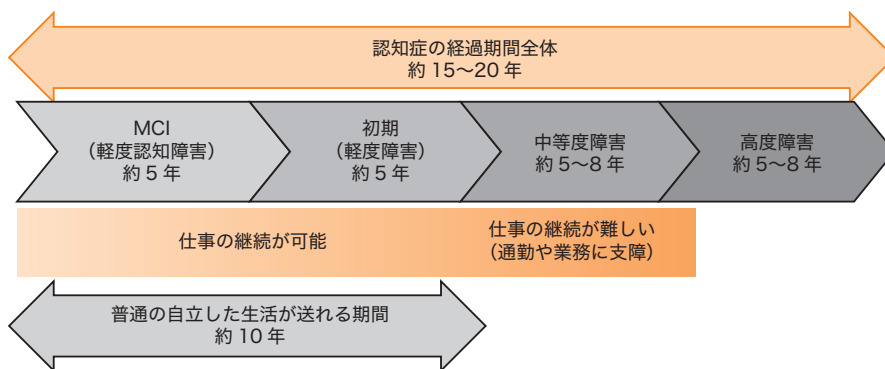 認知症の経過期間全体
約 15～20 年
MCI
（軽度認知障害）
約 5 年
初期
（軽度障害）
約 5 年
中等度障害
約 5～8 年
高度障害
約 5～8 年
仕事の継続が可能
仕事の継続が難しい
（通勤や業務に支障）
普通の自立した生活が送れる期間
約 10 年